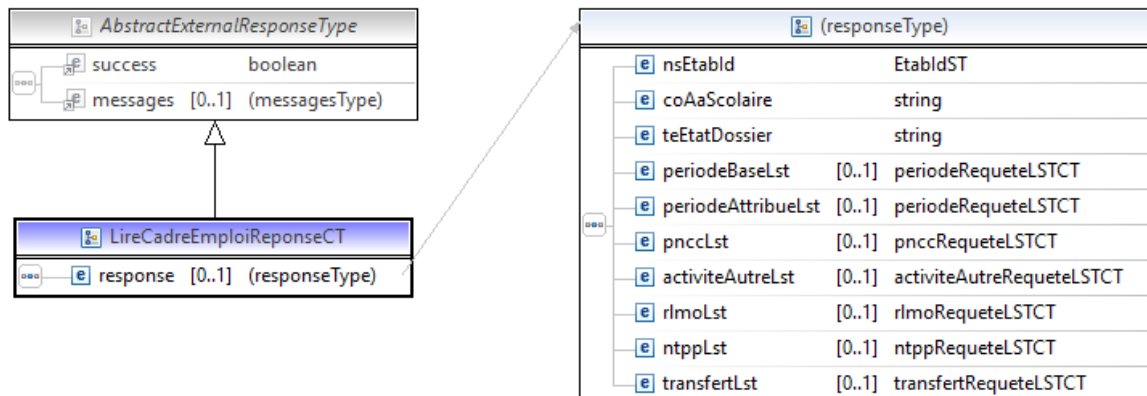 AbstractExternalResponseType
success boolean
messages [0..1] (messagesType)
LireCadreEmploiReponseCT
response [0..1] (responseType)
(responseType)
nsEtabId EtabIdST
coAaScolaire string
teEtatDossier string
periodeBaseLst [0..1] periodeRequeteLSTCT
periodeAttribueLst [0..1] periodeRequeteLSTCT
pnccLst [0..1] pnccRequeteLSTCT
activiteAutreLst [0..1] activiteAutreRequeteLSTCT
rlmoLst [0..1] rlmoRequeteLSTCT
ntppLst [0..1] ntppRequeteLSTCT
transfertLst [0..1] transfertRequeteLSTCT